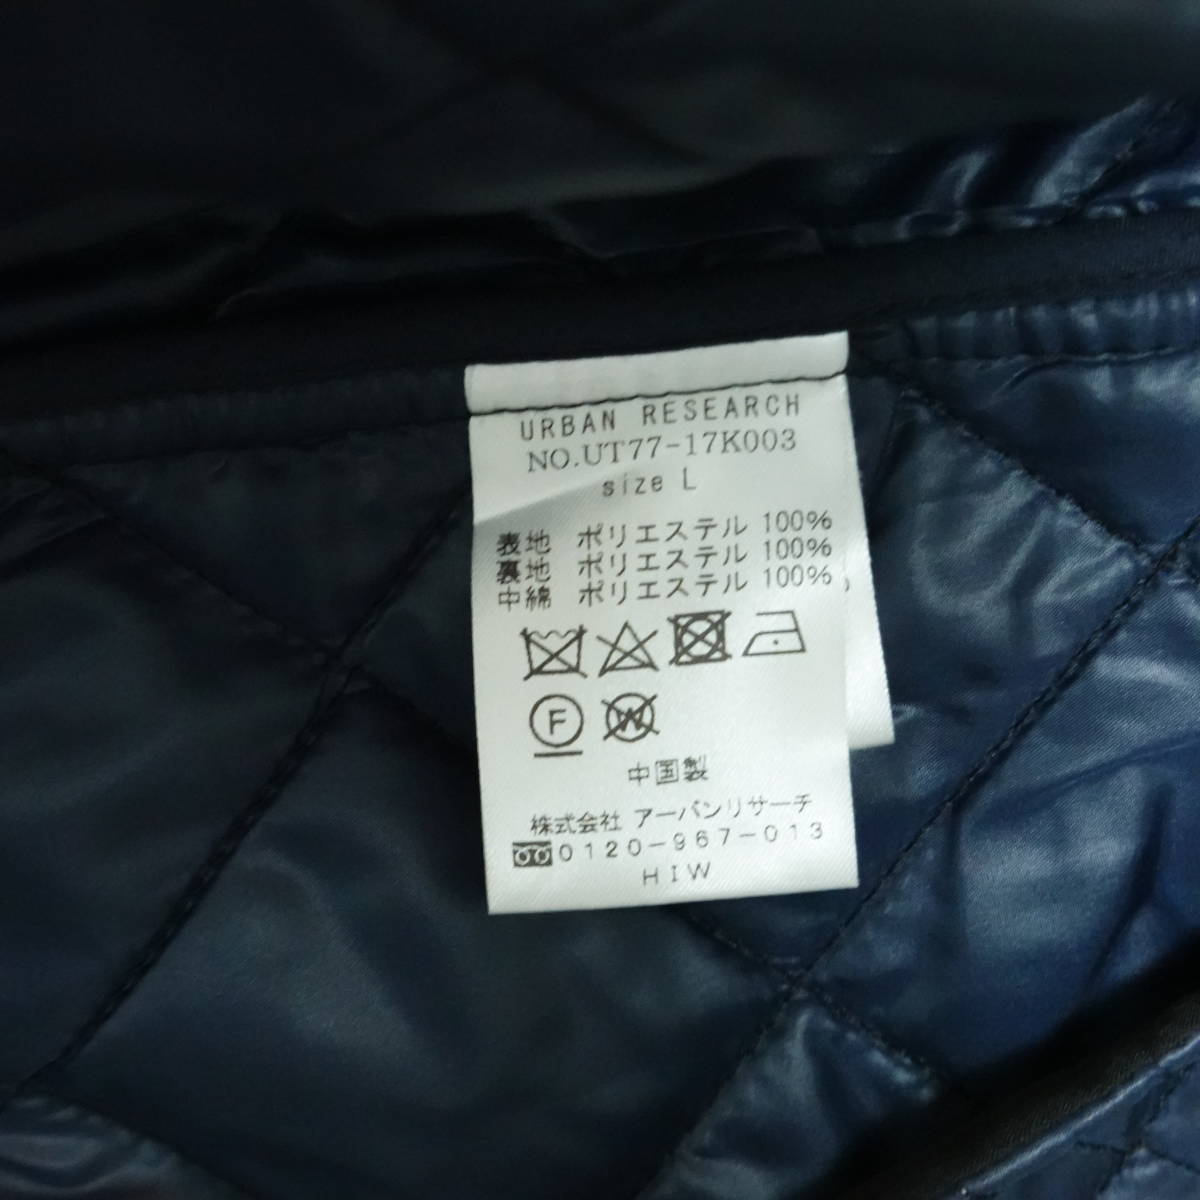 URBAN RESEARCH
NO.UT77-17K003
size L
表地 ポリエステル 100%
裏地 ポリエステル 100%
中綿 ポリエステル 100%
F
W
中国製
株式会社 アーバンリサーチ
0120-967-013
HIW